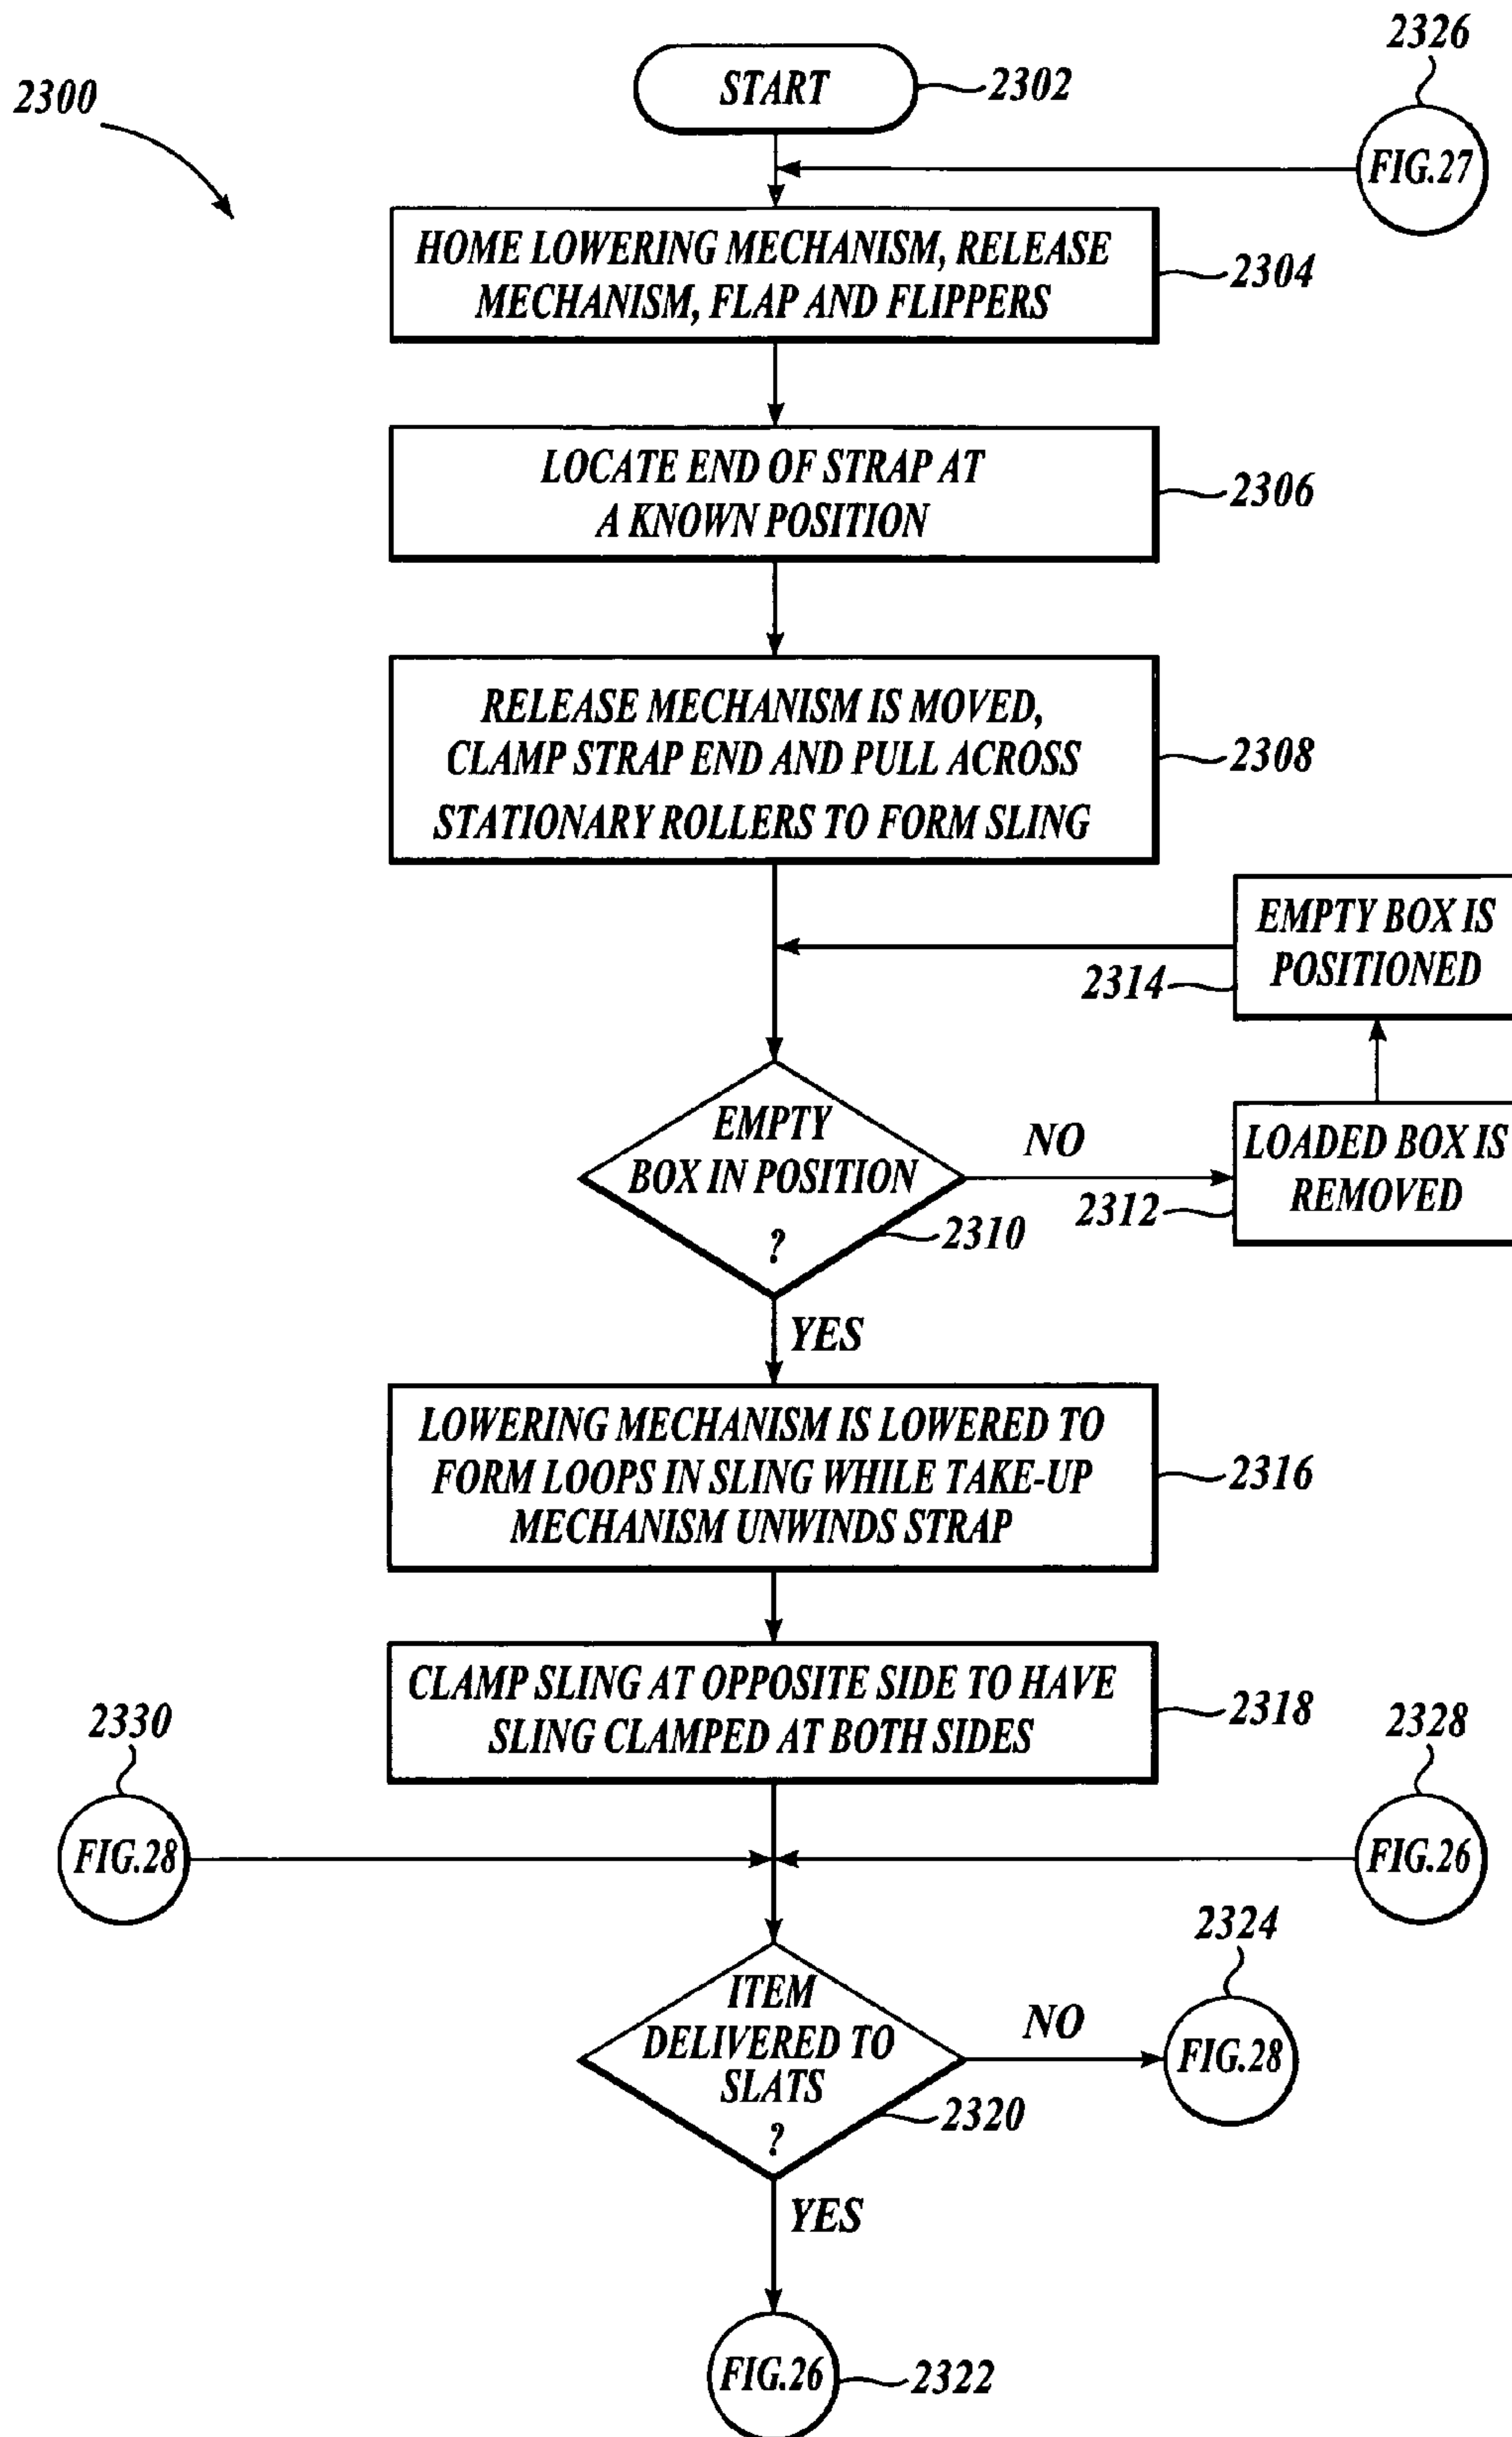 2300
START
2302
2326
FIG.27
HOME LOWERING MECHANISM, RELEASE
MECHANISM, FLAP AND FLIPPERS
2304
LOCATE END OF STRAP AT
A KNOWN POSITION
2306
RELEASE MECHANISM IS MOVED,
CLAMP STRAP END AND PULL ACROSS
STATIONARY ROLLERS TO FORM SLING
2308
EMPTY BOX IS
POSITIONED
2314
EMPTY
BOX IN POSITION
?
2310
NO
LOADED BOX IS
REMOVED
2312
YES
LOWERING MECHANISM IS LOWERED TO
FORM LOOPS IN SLING WHILE TAKE-UP
MECHANISM UNWINDS STRAP
2316
CLAMP SLING AT OPPOSITE SIDE TO HAVE
SLING CLAMPED AT BOTH SIDES
2318
2330
FIG.28
2328
FIG.26
ITEM
DELIVERED TO
SLATS
?
2320
NO
2324
FIG.28
YES
FIG.26
2322